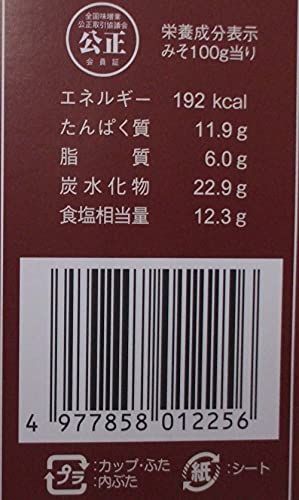 全国味噌業
公正取引協議会
公正
会員証
栄養成分表示
みそ100g当り
エネルギー 192 kcal
たんぱく質 11.9 g
脂質 6.0 g
炭水化物 22.9 g
食塩相当量 12.3 g
4 977858 012256
プラ :カップ・ふた
:内ぶた
紙 :シート